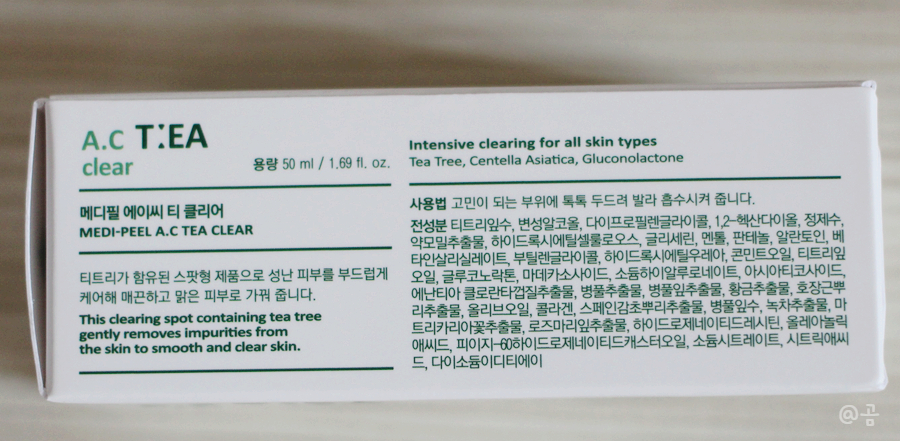 A.C T:EA
clear
용량 50 ml / 1.69 fl. oz.
메디필 에이씨 티 클리어
MEDI-PEEL A.C TEA CLEAR
티트리가 함유된 스팟형 제품으로 성난 피부를 부드럽게
케어해 매끈하고 맑은 피부로 가꿔 줍니다.
This clearing spot containing tea tree
gently removes impurities from
the skin to smooth and clear skin.
Intensive clearing for all skin types
Tea Tree, Centella Asiatica, Gluconolactone
사용법 고민이 되는 부위에 톡톡 두드려 발라 흡수시켜 줍니다.
전성분 티트리잎수, 변성알코올, 다이프로필렌글라이콜, 1,2-헥산다이올, 정제수,
약모밀추출물, 하이드록시에틸셀룰로오스, 글리세린, 멘톨, 판테놀, 알란토인, 베
타인살리실레이트, 부틸렌글라이콜, 하이드록시에틸우레아, 콘민트오일, 티트리잎
오일, 글루코노락톤, 마데카소사이드, 소듐하이알루로네이트, 아시아티코사이드,
에난티아 클로란타껍질추출물, 병풀추출물, 병풀잎추출물, 황금추출물, 호장근뿌
리추출물, 올리브오일, 콜라겐, 스페인감초뿌리추출물, 병풀잎수, 녹차추출물, 마
트리카리아꽃추출물, 로즈마리잎추출물, 하이드로제네이티드레시틴, 올레아놀릭
애씨드, 피이지-60하이드로제네이티드캐스터오일, 소듐시트레이트, 시트릭애씨
드, 다이소듐이디티에이
@곰